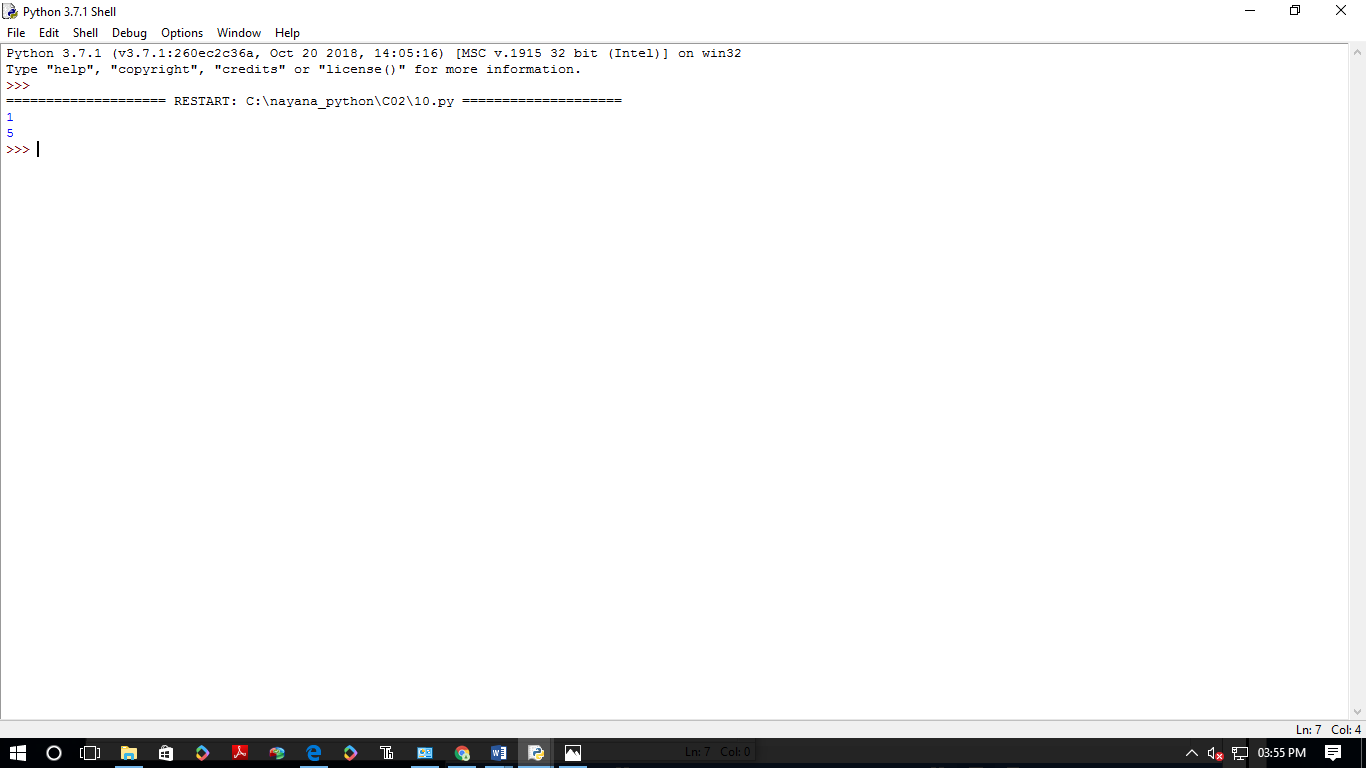 Python 3.7.1 Shell
File Edit Shell Debug Options Window Help
Python 3.7.1 (v3.7.1:260ec2c36a, Oct 20 2018, 14:05:16) [MSC v.1915 32 bit (Intel)] on win32
Type "help", "copyright", "credits" or "license()" for more information.
>>>
==================== RESTART: C:\nayana_python\C02\10.py ====================
1
5
>>>
Ln: 7 Col: 4
Ln: 7 Col: 0
03:55 PM